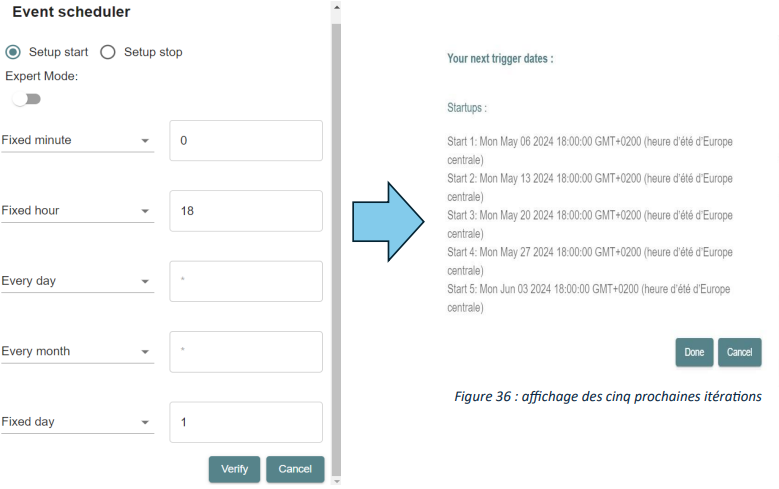 Event scheduler
Setup start
Setup stop
Expert Mode:
Fixed minute
0
Fixed hour
18
Every day
*
Every month
*
Fixed day
1
Verify
Cancel
Your next trigger dates :
Startups :
Start 1: Mon May 06 2024 18:00:00 GMT+0200 (heure d'été d'Europe
centrale)
Start 2: Mon May 13 2024 18:00:00 GMT+0200 (heure d'été d'Europe
centrale)
Start 3: Mon May 20 2024 18:00:00 GMT+0200 (heure d'été d'Europe
centrale)
Start 4: Mon May 27 2024 18:00:00 GMT+0200 (heure d'été d'Europe
centrale)
Start 5: Mon Jun 03 2024 18:00:00 GMT+0200 (heure d'été d'Europe
centrale)
Done
Cancel
Figure 36 : affichage des cinq prochaines itérations